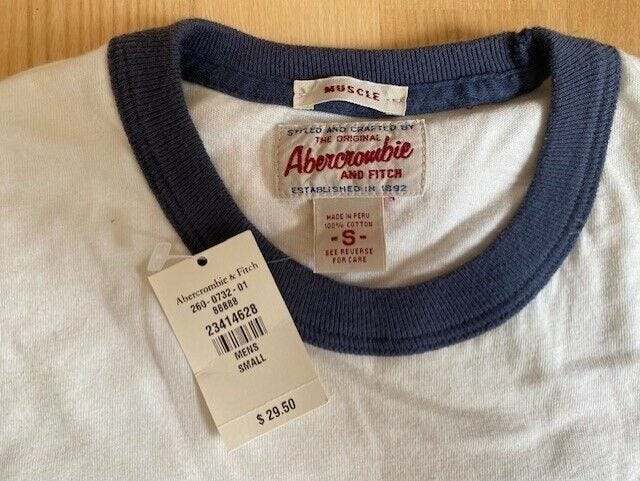 MUSCLE
STYLED AND CRAFTED BY
THE ORIGINAL
Abercrombie
AND FITCH
ESTABLISHED IN 1892
MADE IN PERU
100% COTTON
-S-
SEE REVERSE
FOR CARE
Abercrombie & Fitch
260-0732-01
88888
23414628
MENS
SMALL
$ 29.50